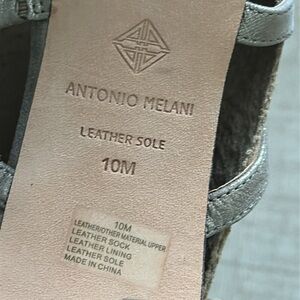 ANTONIO MELANI
LEATHER SOLE
10M
10M
LEATHER/OTHER MATERIAL UPPER
LEATHER SOCK
LEATHER LINING
LEATHER SOLE
MADE IN CHINA